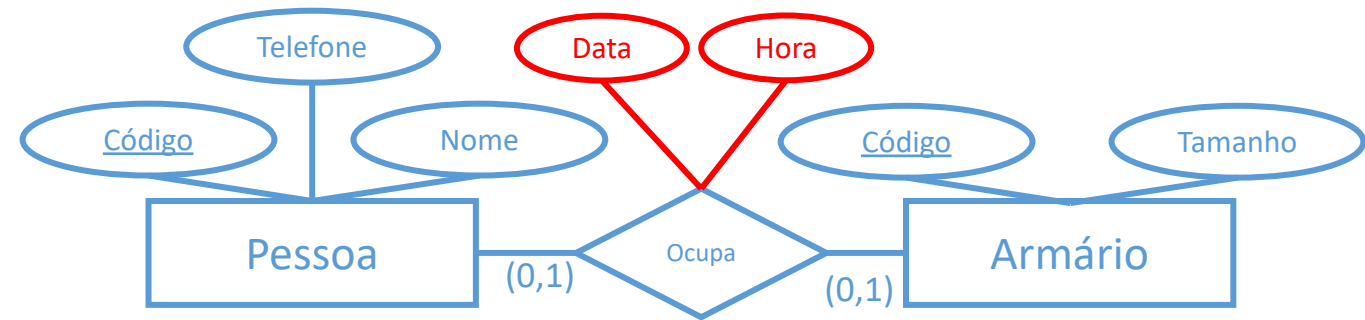 Telefone
Data
Hora
Código
Nome
Código
Tamanho
Pessoa
Ocupa
Armário
(0,1)
(0,1)